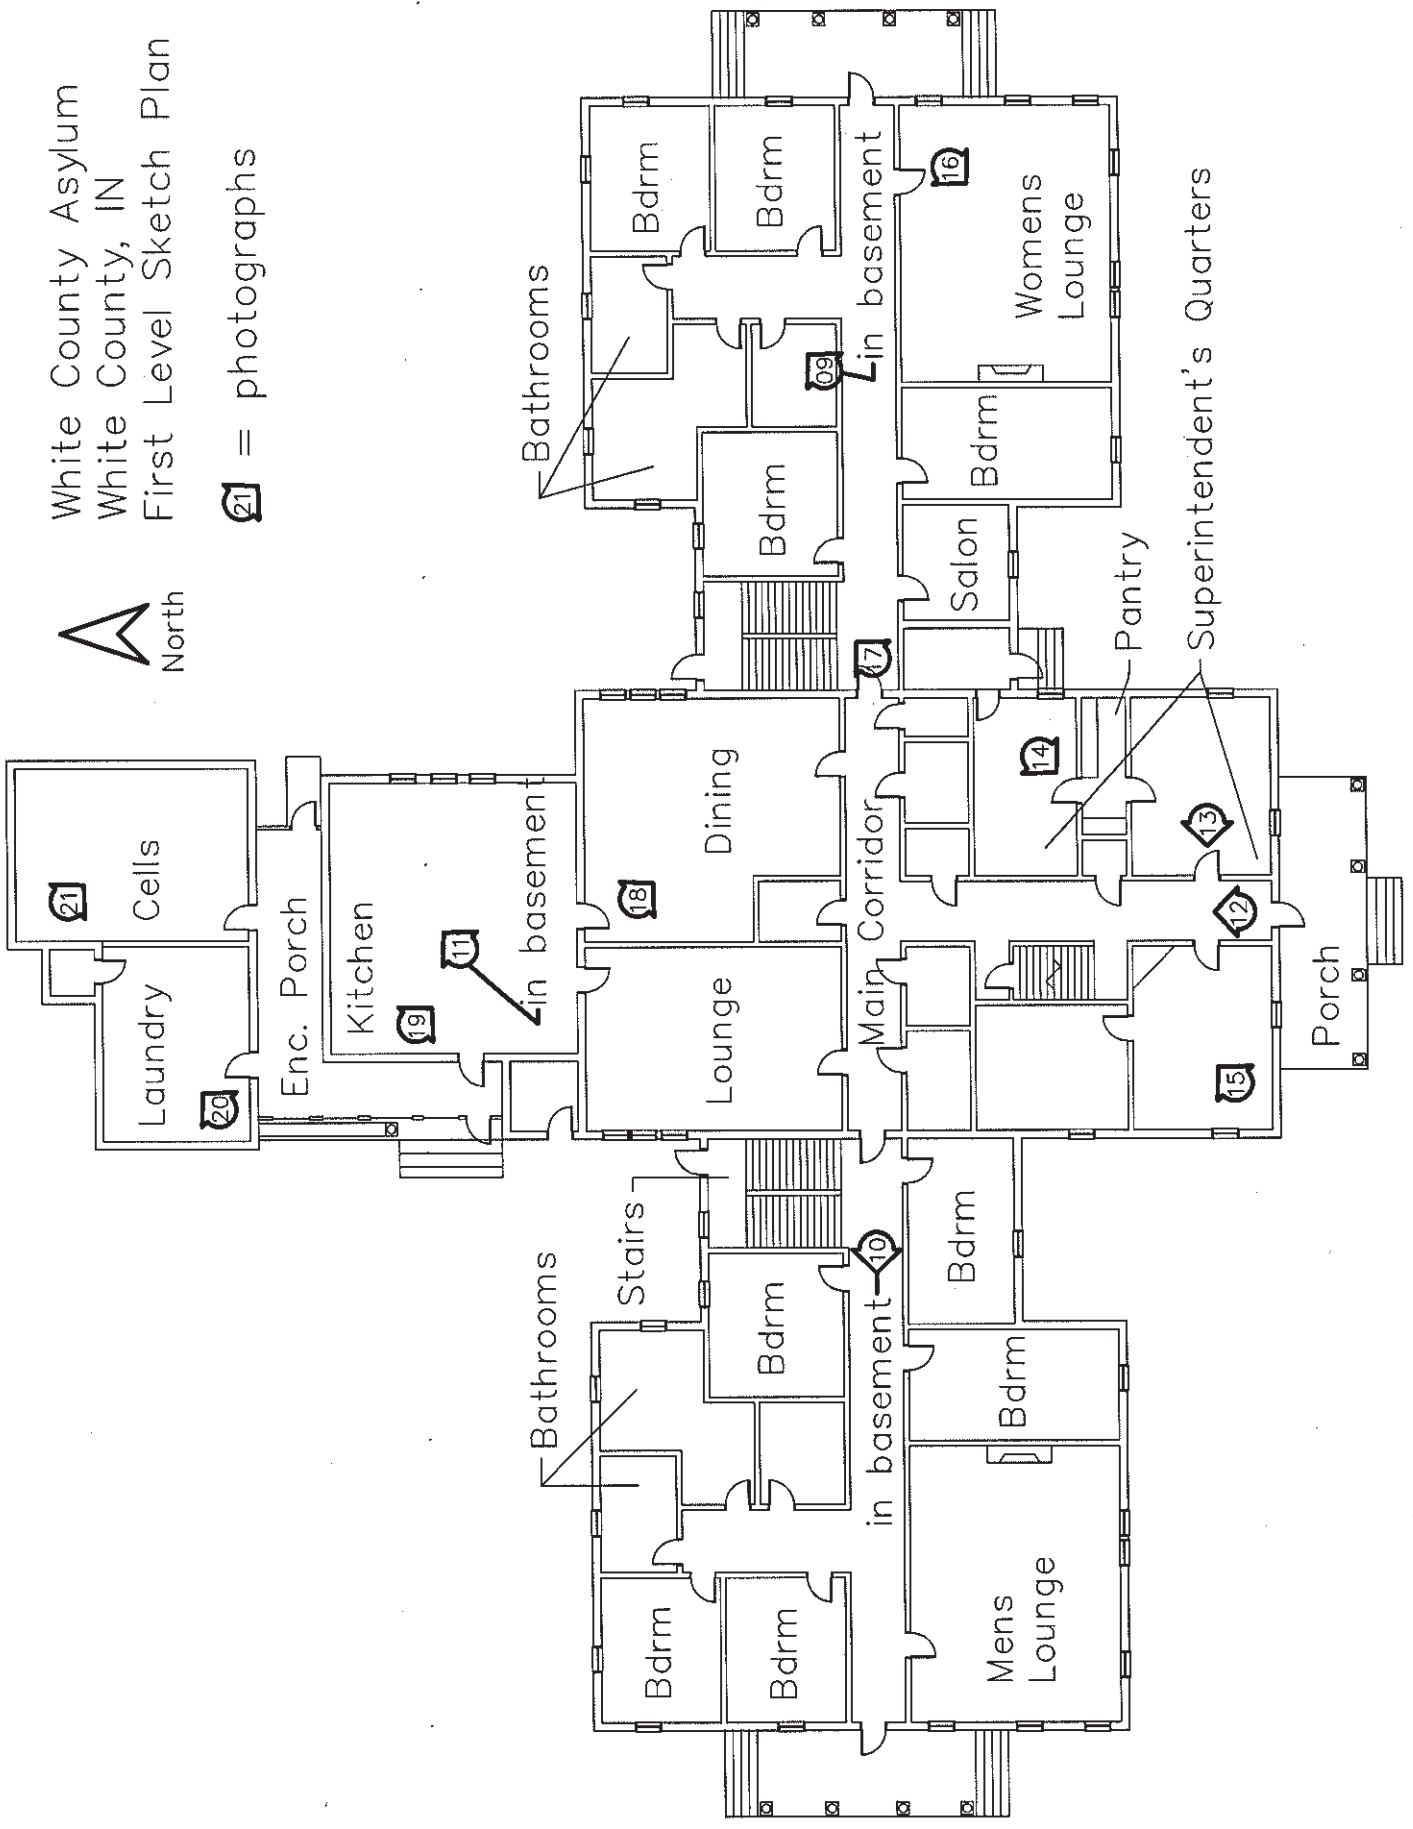 White County Asylum
White County, IN
First Level Sketch Plan
21 = photographs
North
21
Cells
Laundry
20
Enc. Porch
Kitchen
19
11
in basement
18
Dining
Lounge
Main Corridor
17
Stairs
Bathrooms
Bdrm
Bdrm
Bdrm
10
in basement
Bdrm
Bdrm
Mens
Lounge
Bathrooms
Bdrm
Bdrm
Bdrm
09
in basement
16
Womens
Lounge
Bdrm
Salon
14
Pantry
Superintendent's Quarters
13
12
15
Porch